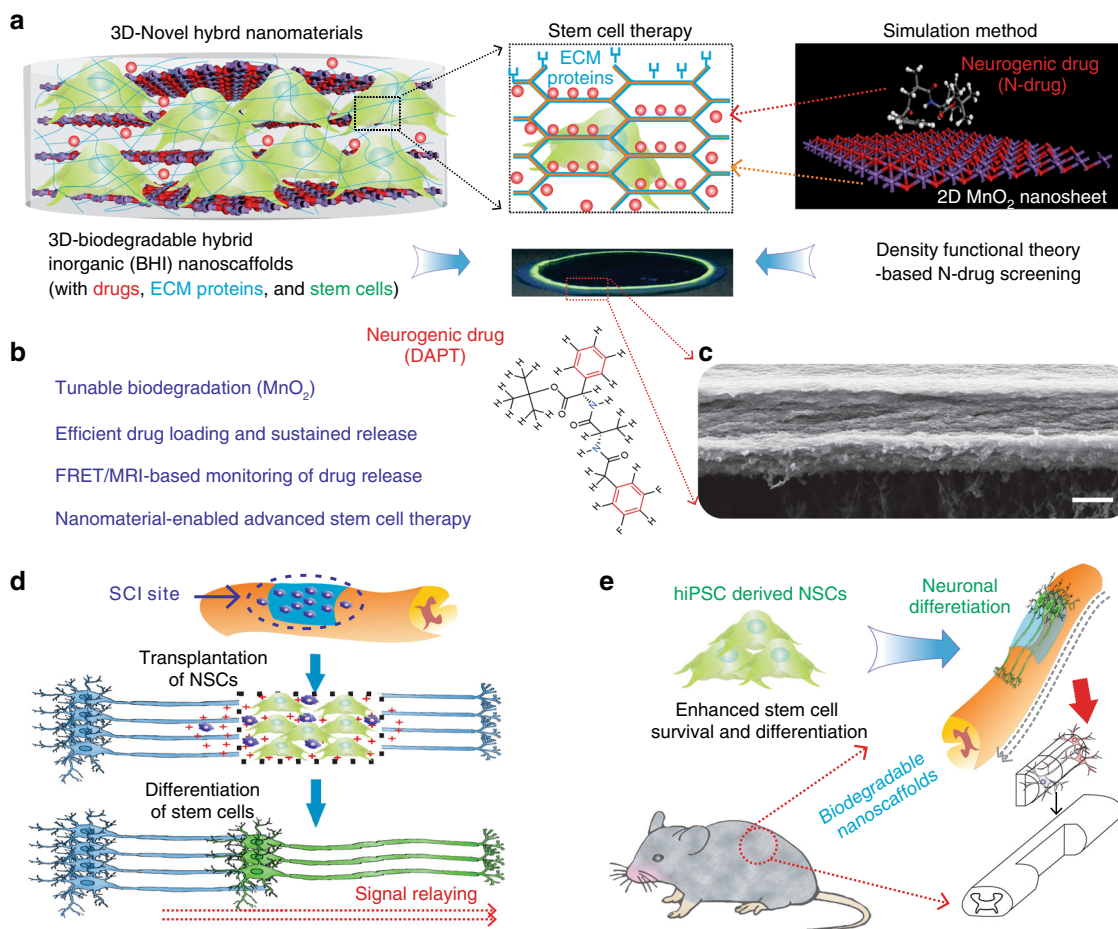 a
3D-Novel hybrd nanomaterials
Stem cell therapy
Simulation method
ECM
proteins
Neurogenic drug
(N-drug)
2D MnO₂ nanosheet
3D-biodegradable hybrid
inorganic (BHI) nanoscaffolds
(with drugs, ECM proteins, and stem cells)
Density functional theory
-based N-drug screening
b
Tunable biodegradation (MnO₂)
Efficient drug loading and sustained release
FRET/MRI-based monitoring of drug release
Nanomaterial-enabled advanced stem cell therapy
Neurogenic drug
(DAPT)
c
d
SCI site
Transplantation
of NSCs
Differentiation
of stem cells
Signal relaying
e
hiPSC derived NSCs
Neuronal
differetiation
Enhanced stem cell
survival and differentiation
Biodegradable
nanoscaffolds